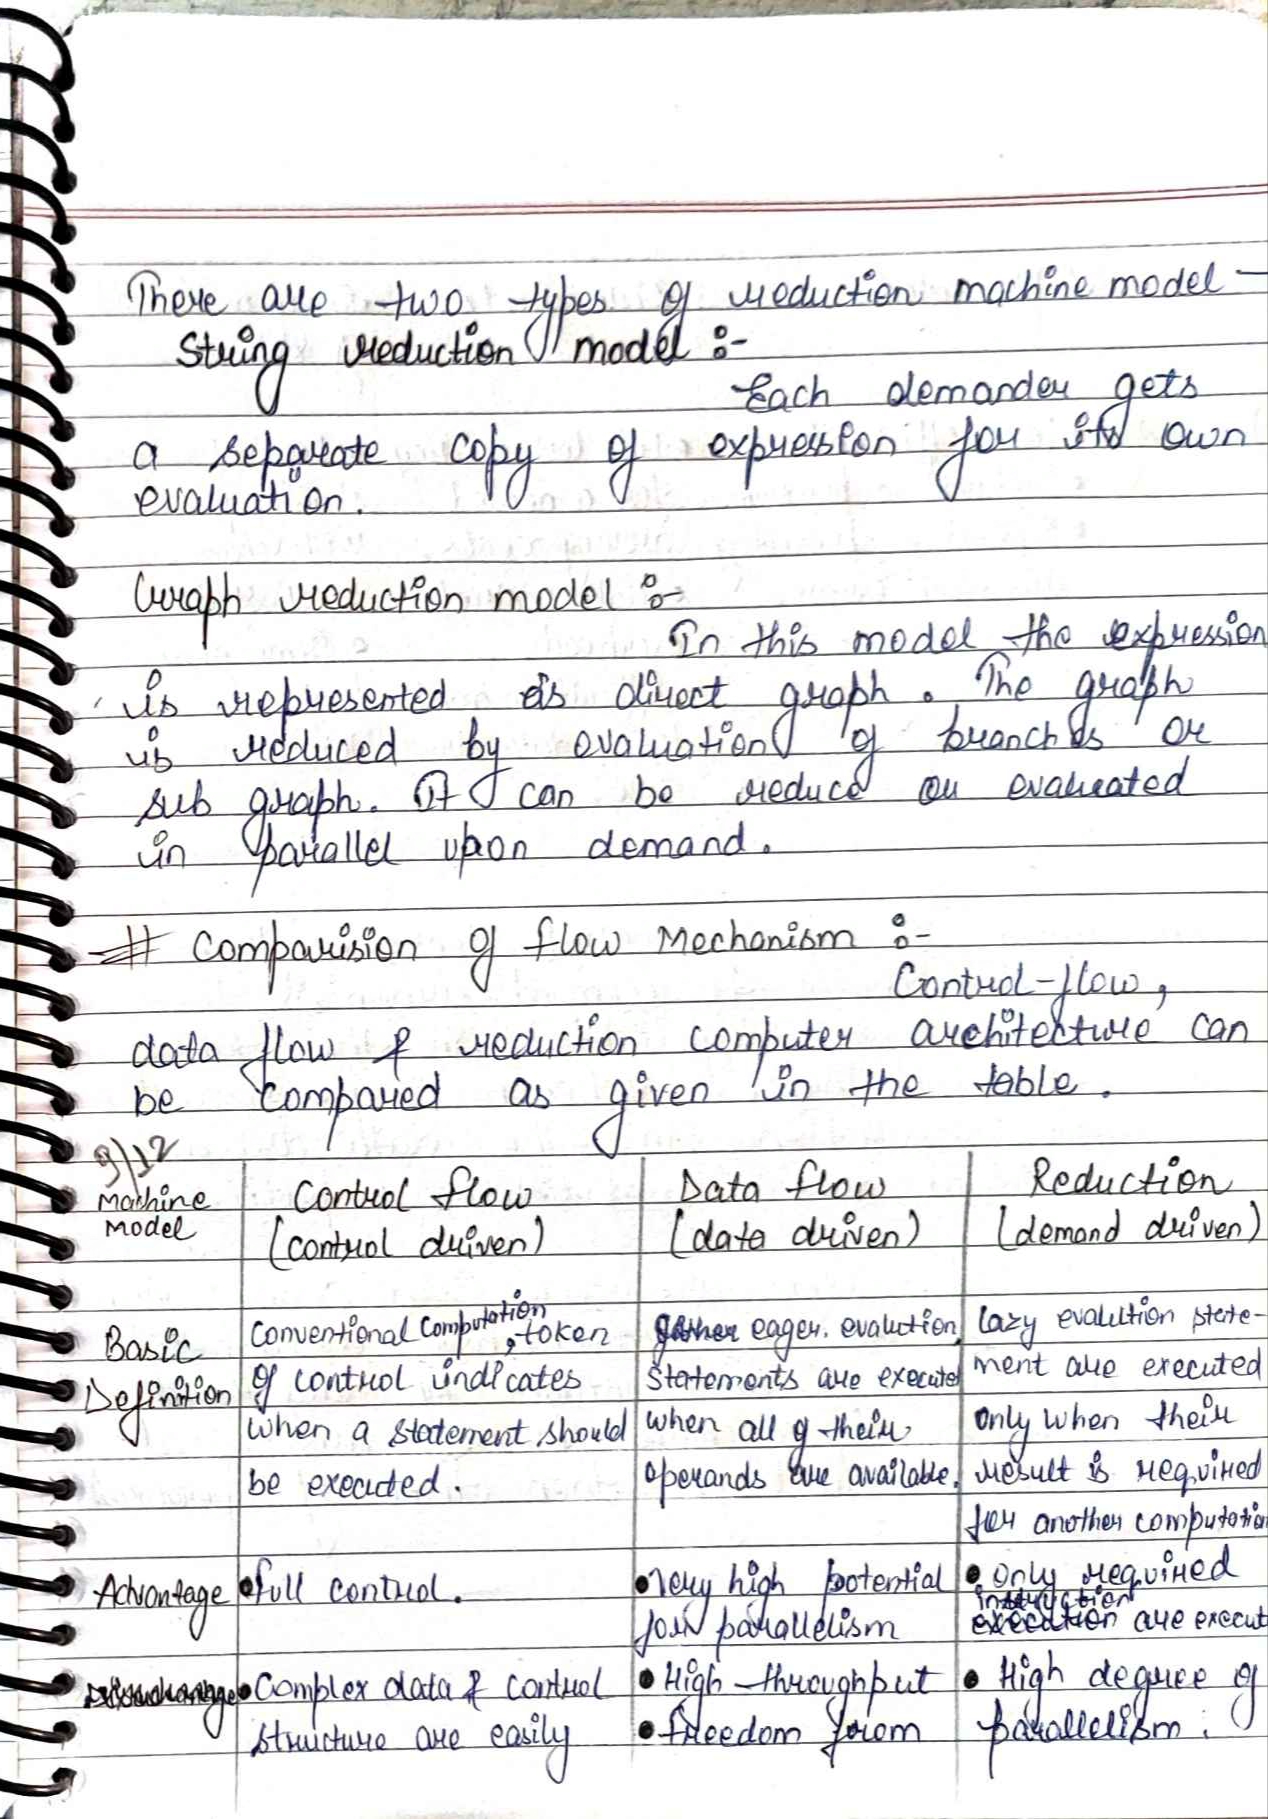 There are two types of reduction machine model -
String reduction model :-
Each demander gets
a separate copy of expression for its own
evaluation.
Graph reduction model :-
In this model the expression
is represented as direct graph. The graph
is reduced by evaluation of branches or
sub graph. It can be reduce or evaluated
in parallel upon demand.
# Comparision of flow Mechanism :-
Control-flow,
data flow & reduction computer architecture can
be compared as given in the table.
9/12
Machine Model
Control flow (control driven)
Data flow (data driven)
Reduction (demand driven)
Basic Definition
Conventional computation, token
of control indicates
when a statement should
be executed.
eager. evalution,
statements are executed
when all of their
operands are available.
lazy evalution state-
ment are executed
only when their
result is required
for another computation
Advantage
• full control.
• Very high potential
for parallelism
• Only required
instruction
are execut
• Complex data & control
structure are easily
• High throughput
• freedom from
• High degree of
parallelism.